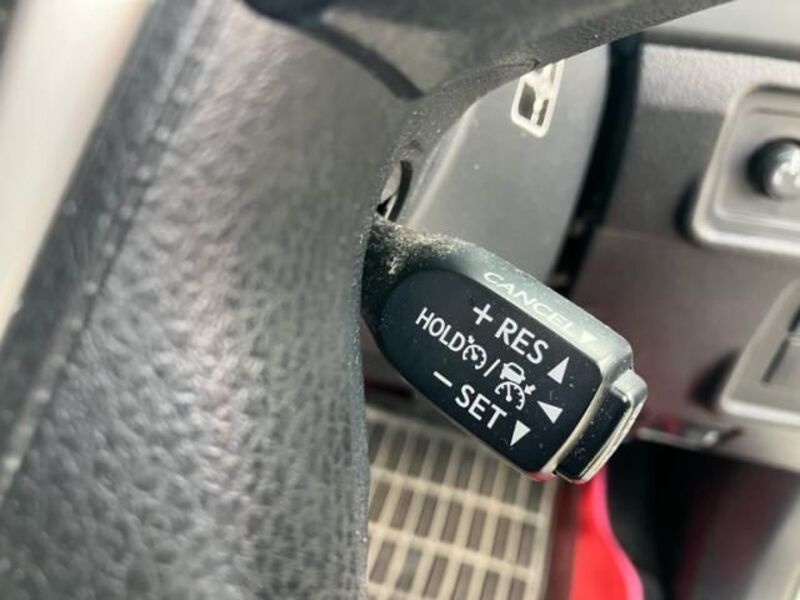 CANCEL
+ RES
HOLD /
− SET